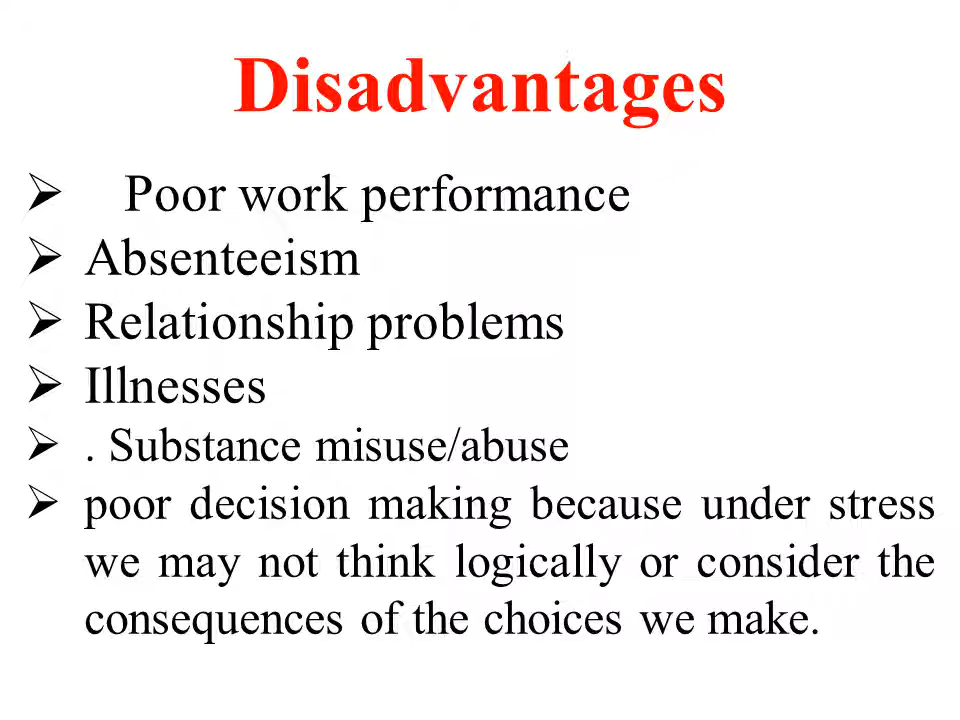 Disadvantages
➢ Poor work performance
➢ Absenteeism
➢ Relationship problems
➢ Illnesses
➢ . Substance misuse/abuse
➢ poor decision making because under stress
we may not think logically or consider the
consequences of the choices we make.